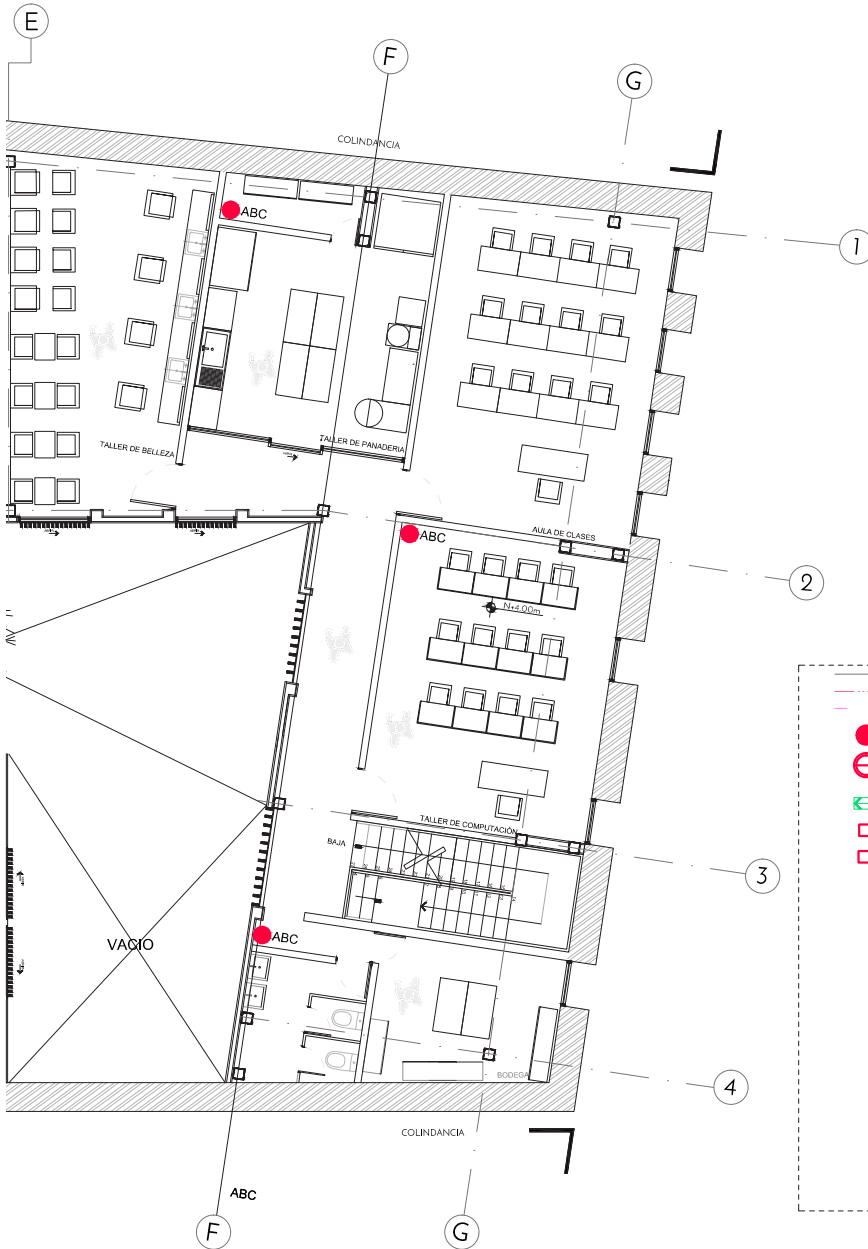 E
F
G
COLINDANCIA
ABC
1
TALLER DE BELLEZA
TALLER DE PANADERIA
AULA DE CLASES
ABC
2
N+4.00m
TALLER DE COMPUTACIÓN
BAJA
3
ABC
VACIO
BODEGA
4
COLINDANCIA
ABC
F
G